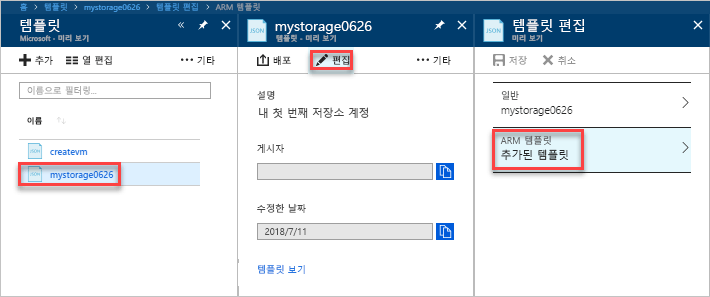 홈 > 템플릿 > mystorage0626 > 템플릿 편집 > ARM 템플릿
템플릿
Microsoft - 미리 보기
추가
열 편집
기타
이름으로 필터링...
이름
createvm
mystorage0626
mystorage0626
템플릿 - 미리 보기
배포
편집
기타
설명
내 첫 번째 저장소 계정
게시자
수정한 날짜
2018/7/11
템플릿 보기
템플릿 편집
미리 보기
저장
취소
일반
mystorage0626
ARM 템플릿
추가된 템플릿